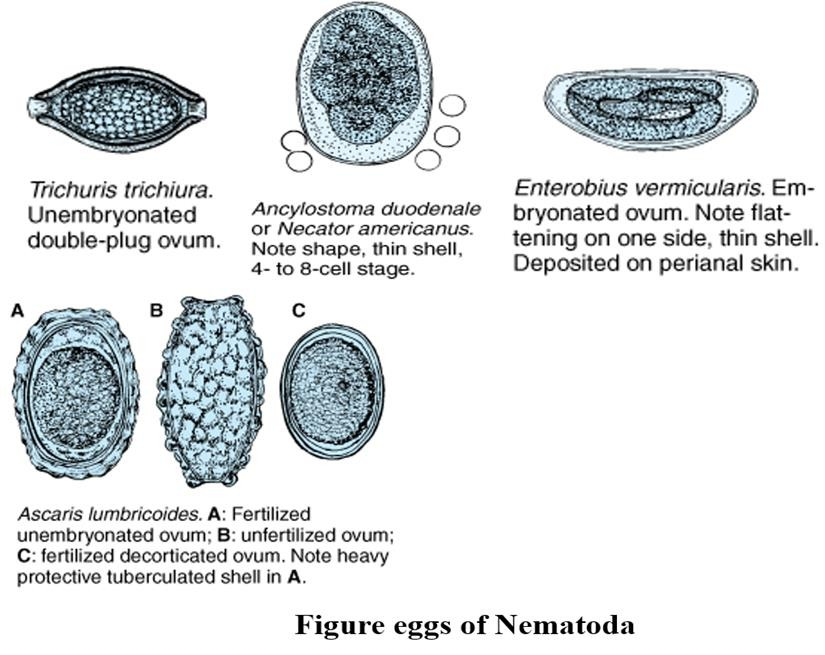 Trichuris trichiura.
Unembryonated
double-plug ovum.
Ancylostoma duodenale
or Necator americanus.
Note shape, thin shell,
4- to 8-cell stage.
Enterobius vermicularis. Em-
bryonated ovum. Note flat-
tening on one side, thin shell.
Deposited on perianal skin.
A
B
C
Ascaris lumbricoides. A: Fertilized
unembryonated ovum; B: unfertilized ovum;
C: fertilized decorticated ovum. Note heavy
protective tuberculated shell in A.
Figure eggs of Nematoda